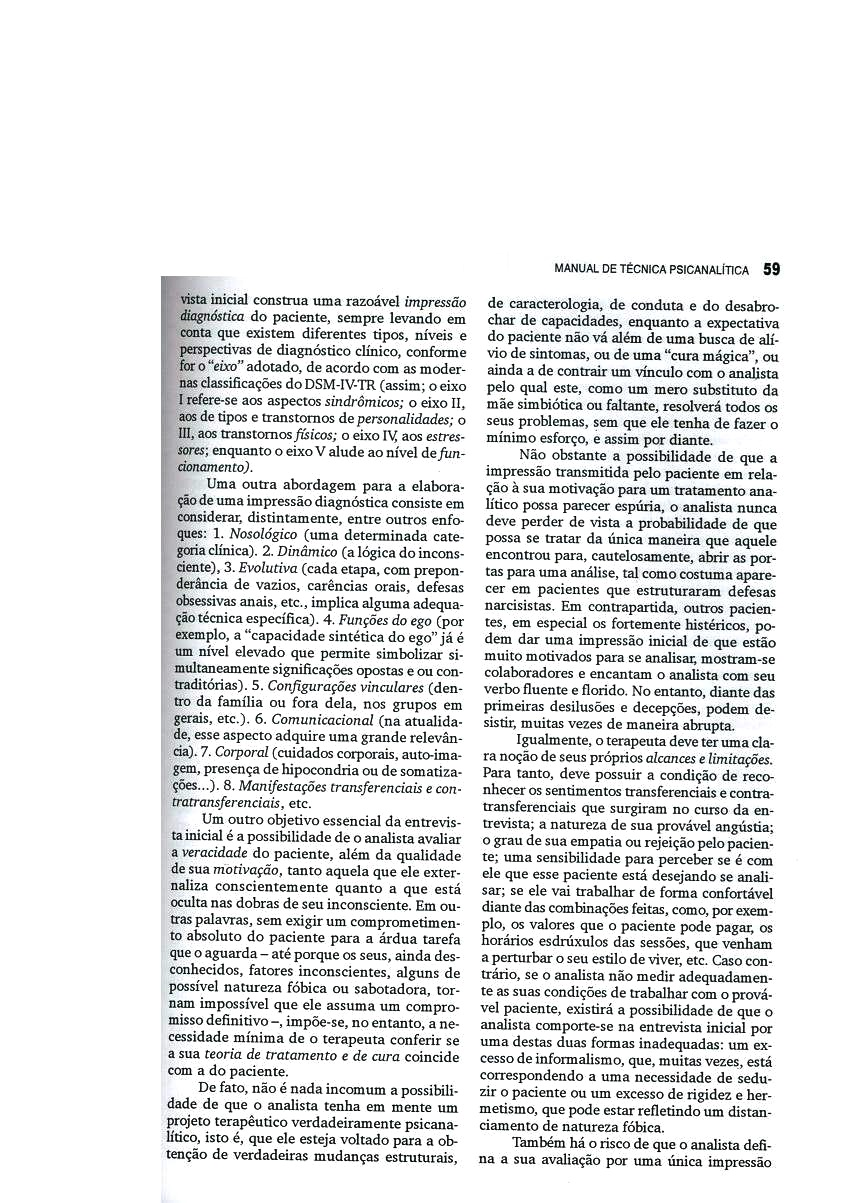 MANUAL DE TÉCNICA PSICANALÍTICA 59
vista inicial construa uma razoável impressão
diagnóstica do paciente, sempre levando em
conta que existem diferentes tipos, níveis e
perspectivas de diagnóstico clínico, conforme
for o “eixo” adotado, de acordo com as moder-
nas classificações do DSM-IV-TR (assim; o eixo
I refere-se aos aspectos sindrômicos; o eixo II,
aos de tipos e transtornos de personalidades; o
III, aos transtornos físicos; o eixo IV, aos estres-
sores; enquanto o eixo V alude ao nível de fun-
cionamento).
Uma outra abordagem para a elabora-
ção de uma impressão diagnóstica consiste em
considerar, distintamente, entre outros enfo-
ques: 1. Nosológico (uma determinada cate-
goria clínica). 2. Dinâmico (a lógica do incons-
ciente), 3. Evolutiva (cada etapa, com prepon-
derância de vazios, carências orais, defesas
obsessivas anais, etc., implica alguma adequa-
ção técnica específica). 4. Funções do ego (por
exemplo, a “capacidade sintética do ego” já é
um nível elevado que permite simbolizar si-
multaneamente significações opostas e ou con-
traditórias). 5. Configurações vinculares (den-
tro da família ou fora dela, nos grupos em
gerais, etc.). 6. Comunicacional (na atualida-
de, esse aspecto adquire uma grande relevân-
cia). 7. Corporal (cuidados corporais, auto-ima-
gem, presença de hipocondria ou de somatiza-
ções...). 8. Manifestações transferenciais e con-
tratransferenciais, etc.
Um outro objetivo essencial da entrevis-
ta inicial é a possibilidade de o analista avaliar
a veracidade do paciente, além da qualidade
de sua motivação, tanto aquela que ele exter-
naliza conscientemente quanto a que está
oculta nas dobras de seu inconsciente. Em ou-
tras palavras, sem exigir um comprometimen-
to absoluto do paciente para a árdua tarefa
que o aguarda – até porque os seus, ainda des-
conhecidos, fatores inconscientes, alguns de
possível natureza fóbica ou sabotadora, tor-
nam impossível que ele assuma um compro-
misso definitivo –, impõe-se, no entanto, a ne-
cessidade mínima de o terapeuta conferir se
a sua teoria de tratamento e de cura coincide
com a do paciente.
De fato, não é nada incomum a possibili-
dade de que o analista tenha em mente um
projeto terapêutico verdadeiramente psicana-
lítico, isto é, que ele esteja voltado para a ob-
tenção de verdadeiras mudanças estruturais,
de caracterologia, de conduta e do desabro-
char de capacidades, enquanto a expectativa
do paciente não vá além de uma busca de alí-
vio de sintomas, ou de uma “cura mágica”, ou
ainda a de contrair um vínculo com o analista
pelo qual este, como um mero substituto da
mãe simbiótica ou faltante, resolverá todos os
seus problemas, sem que ele tenha de fazer o
mínimo esforço, e assim por diante.
Não obstante a possibilidade de que a
impressão transmitida pelo paciente em rela-
ção à sua motivação para um tratamento ana-
lítico possa parecer espúria, o analista nunca
deve perder de vista a probabilidade de que
possa se tratar da única maneira que aquele
encontrou para, cautelosamente, abrir as por-
tas para uma análise, tal como costuma apare-
cer em pacientes que estruturaram defesas
narcisistas. Em contrapartida, outros pacien-
tes, em especial os fortemente histéricos, po-
dem dar uma impressão inicial de que estão
muito motivados para se analisar, mostram-se
colaboradores e encantam o analista com seu
verbo fluente e florido. No entanto, diante das
primeiras desilusões e decepções, podem de-
sistir, muitas vezes de maneira abrupta.
Igualmente, o terapeuta deve ter uma cla-
ra noção de seus próprios alcances e limitações.
Para tanto, deve possuir a condição de reco-
nhecer os sentimentos transferenciais e contra-
transferenciais que surgiram no curso da en-
trevista; a natureza de sua provável angústia;
o grau de sua empatia ou rejeição pelo pacien-
te; uma sensibilidade para perceber se é com
ele que esse paciente está desejando se anali-
sar; se ele vai trabalhar de forma confortável
diante das combinações feitas, como, por exem-
plo, os valores que o paciente pode pagar, os
horários esdrúxulos das sessões, que venham
a perturbar o seu estilo de viver, etc. Caso con-
trário, se o analista não medir adequadamen-
te as suas condições de trabalhar com o prová-
vel paciente, existirá a possibilidade de que o
analista comporte-se na entrevista inicial por
uma destas duas formas inadequadas: um ex-
cesso de informalismo, que, muitas vezes, está
correspondendo a uma necessidade de sedu-
zir o paciente ou um excesso de rigidez e her-
metismo, que pode estar refletindo um distan-
ciamento de natureza fóbica.
Também há o risco de que o analista defi-
na a sua avaliação por uma única impressão